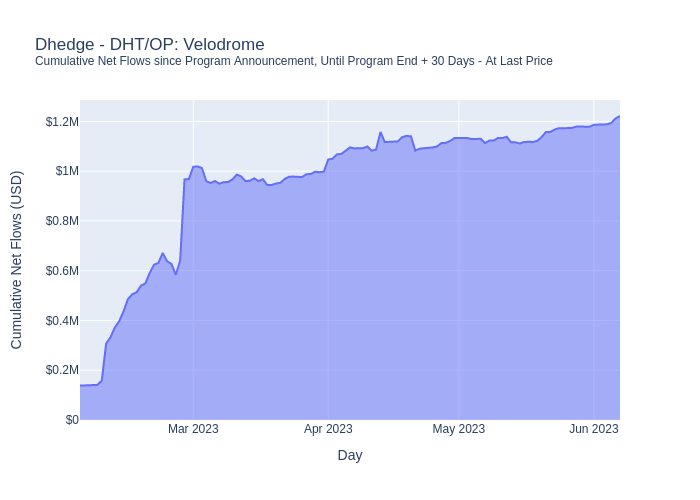 Dhedge - DHT/OP: Velodrome
Cumulative Net Flows since Program Announcement, Until Program End + 30 Days - At Last Price
Cumulative Net Flows (USD)
$1.2M
$1M
$0.8M
$0.6M
$0.4M
$0.2M
$0
Mar 2023
Apr 2023
May 2023
Jun 2023
Day